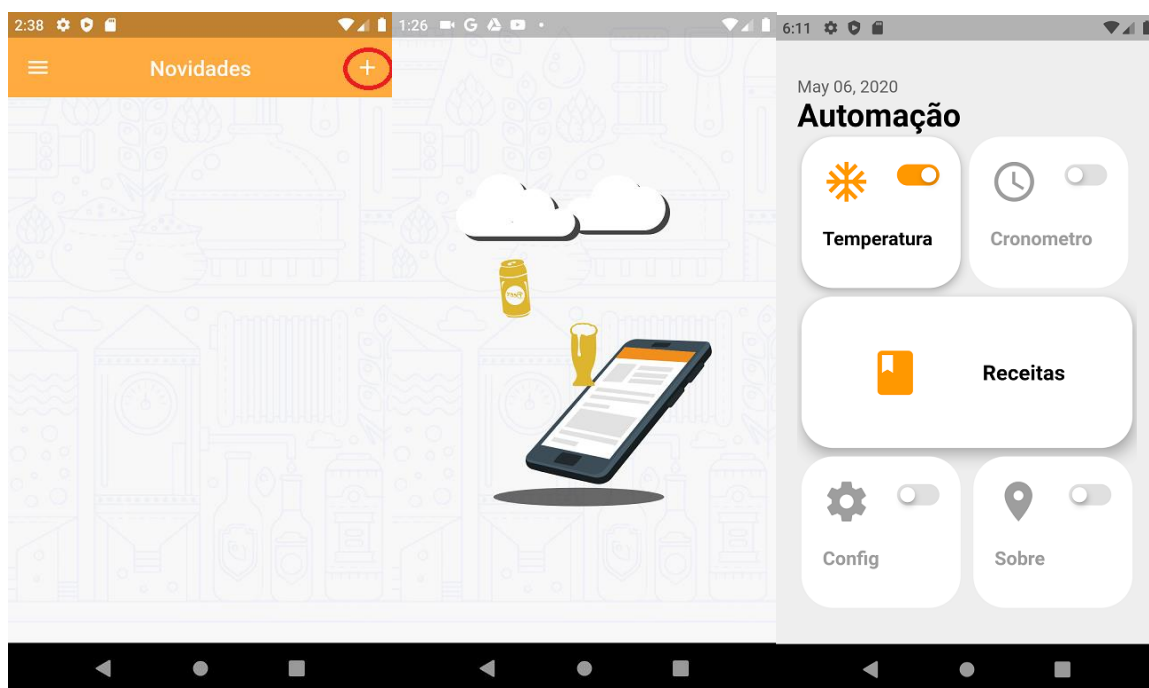 2:38
Novidades
1:26
6:11
May 06, 2020
Automação
Temperatura
Cronometro
Receitas
Config
Sobre